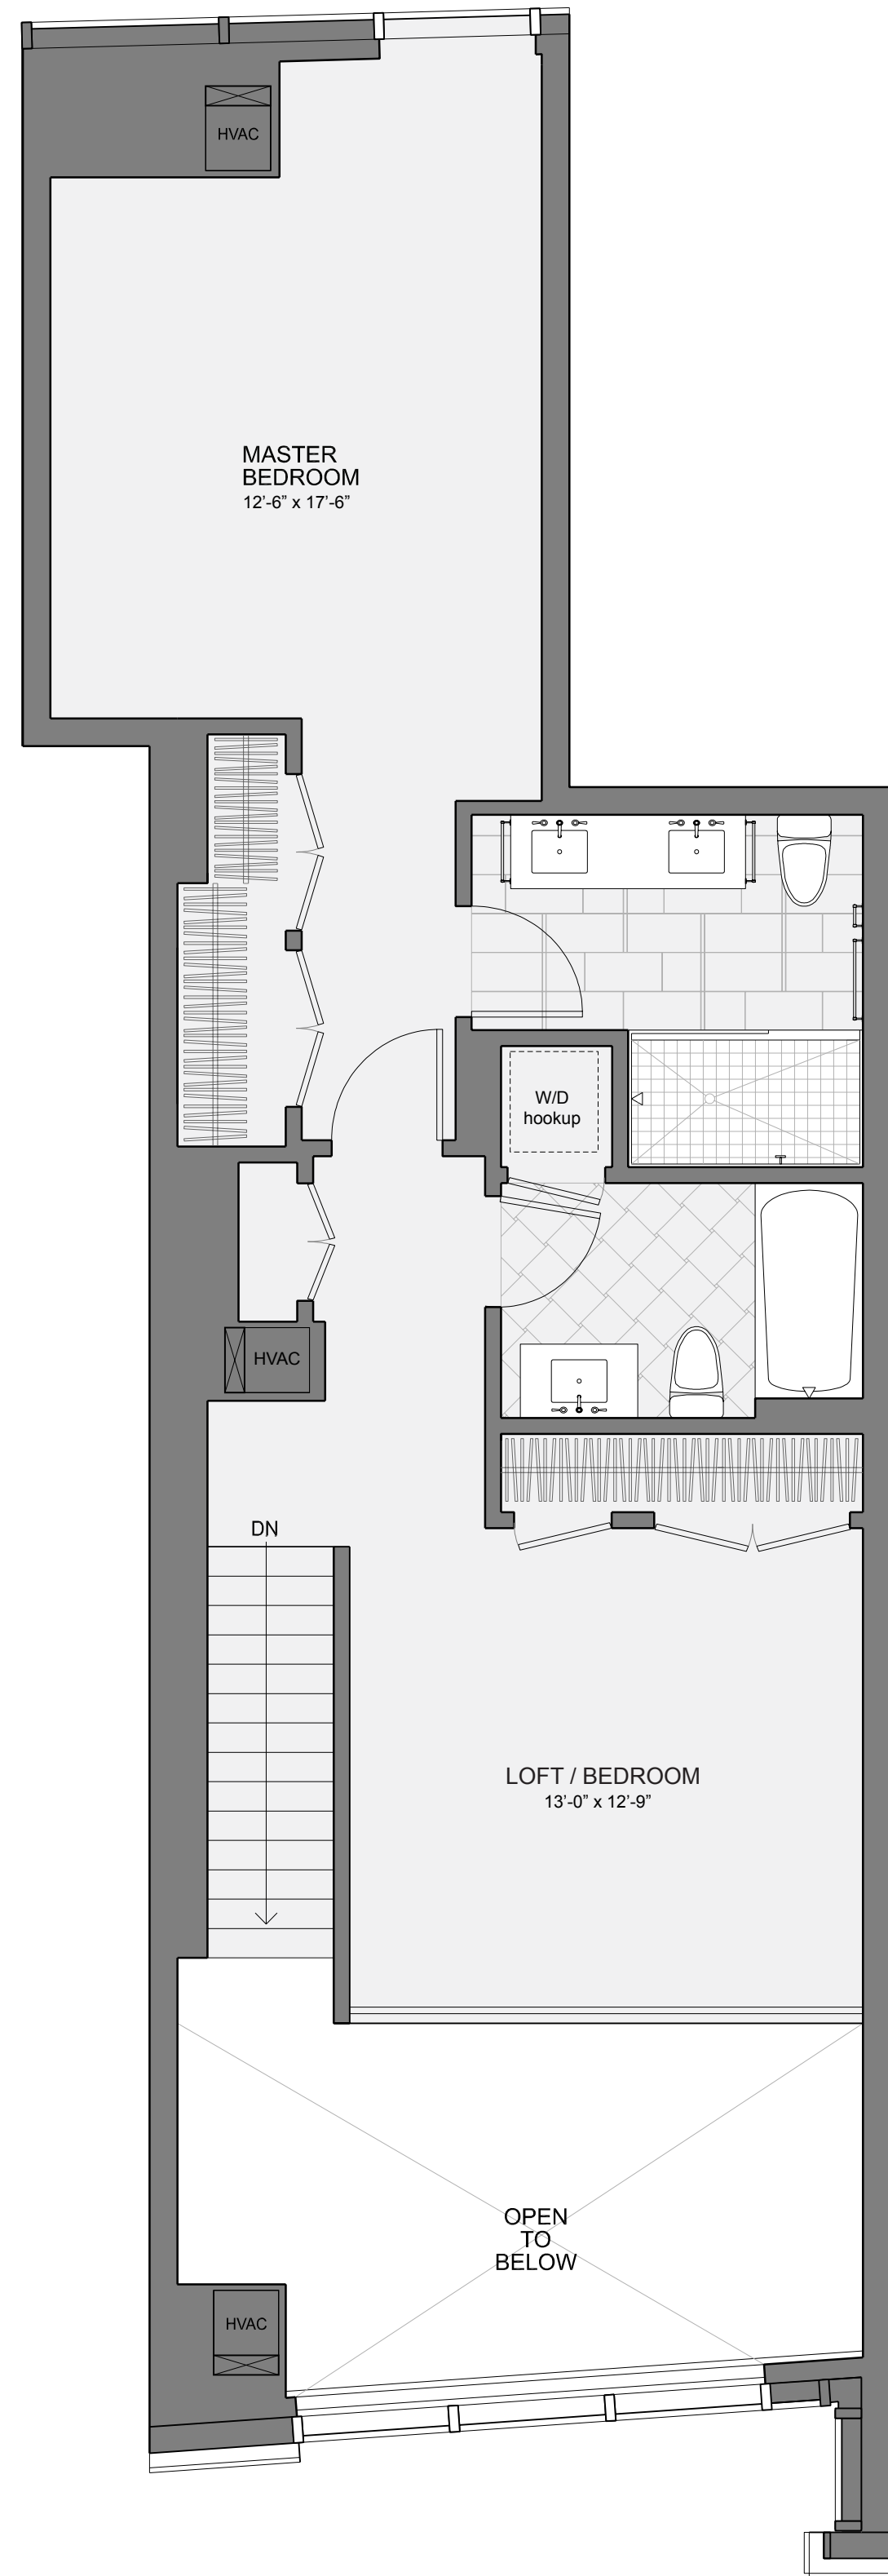 HVAC
MASTER
BEDROOM
12'-6” x 17'-6”
W/D
hookup
HVAC
DN
LOFT / BEDROOM
13’-0” x 12’-9”
OPEN
TO
BELOW
HVAC